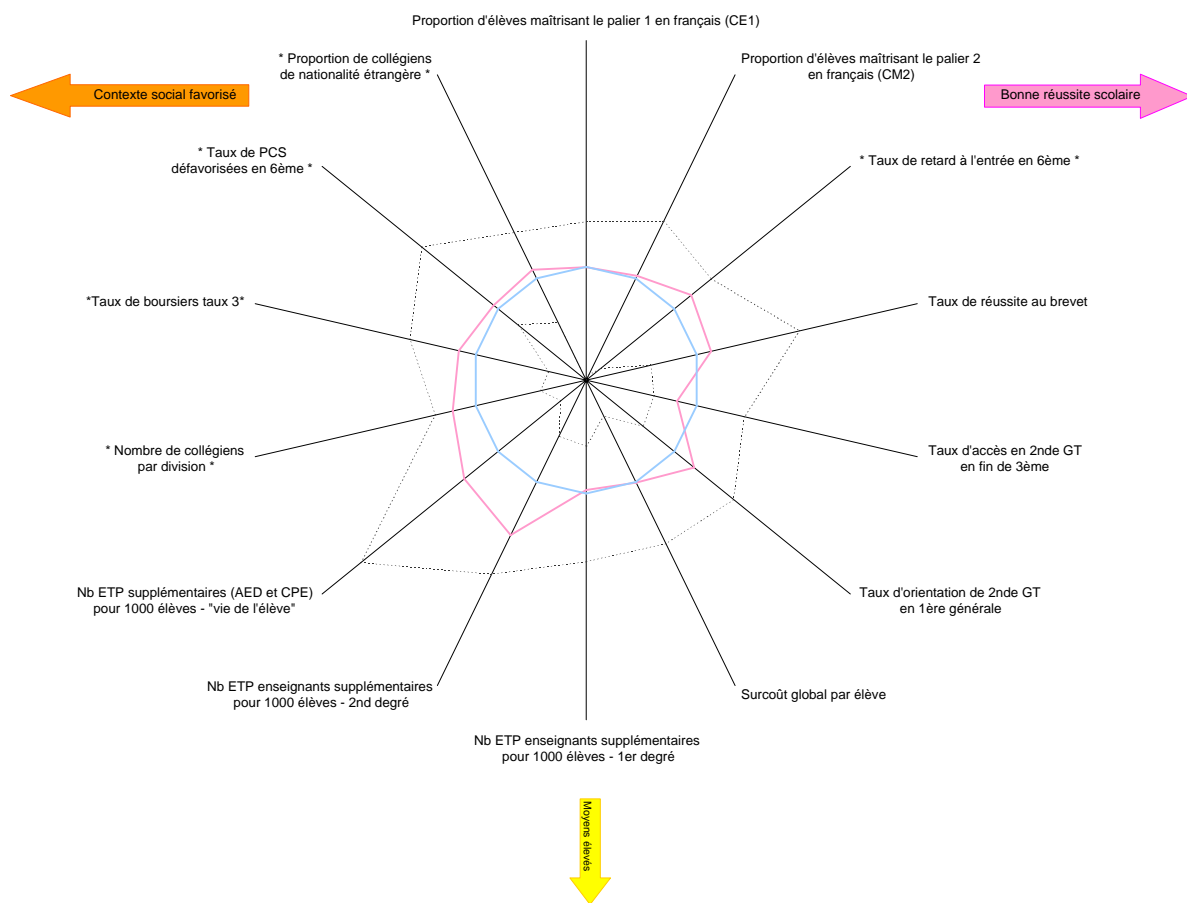 Proportion d'élèves maîtrisant le palier 1 en français (CE1)
* Proportion de collégiens
de nationalité étrangère *
Proportion d'élèves maîtrisant le palier 2
en français (CM2)
Contexte social favorisé
Bonne réussite scolaire
* Taux de PCS
défavorisées en 6ème *
* Taux de retard à l'entrée en 6ème *
*Taux de boursiers taux 3*
Taux de réussite au brevet
* Nombre de collégiens
par division *
Taux d'accès en 2nde GT
en fin de 3ème
Nb ETP supplémentaires (AED et CPE)
pour 1000 élèves - "vie de l'élève"
Taux d'orientation de 2nde GT
en 1ère générale
Nb ETP enseignants supplémentaires
pour 1000 élèves - 2nd degré
Surcoût global par élève
Nb ETP enseignants supplémentaires
pour 1000 élèves - 1er degré
Moyens élevés